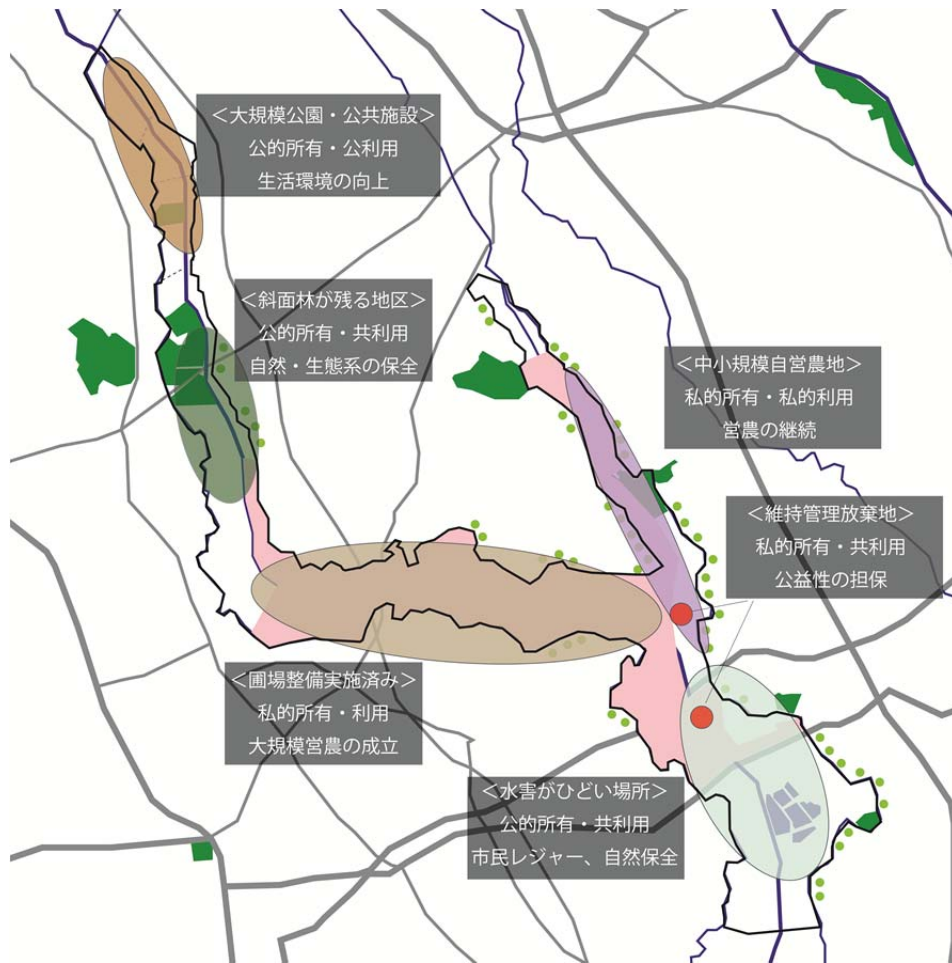 ＜大規模公園・公共施設＞
公的所有・公利用
生活環境の向上
＜斜面林が残る地区＞
公的所有・共利用
自然・生態系の保全
＜中小規模自営農地＞
私的所有・私的利用
営農の継続
＜維持管理放棄地＞
私的所有・共利用
公益性の担保
＜圃場整備実施済み＞
私的所有・利用
大規模営農の成立
＜水害がひどい場所＞
公的所有・共利用
市民レジャー、自然保全